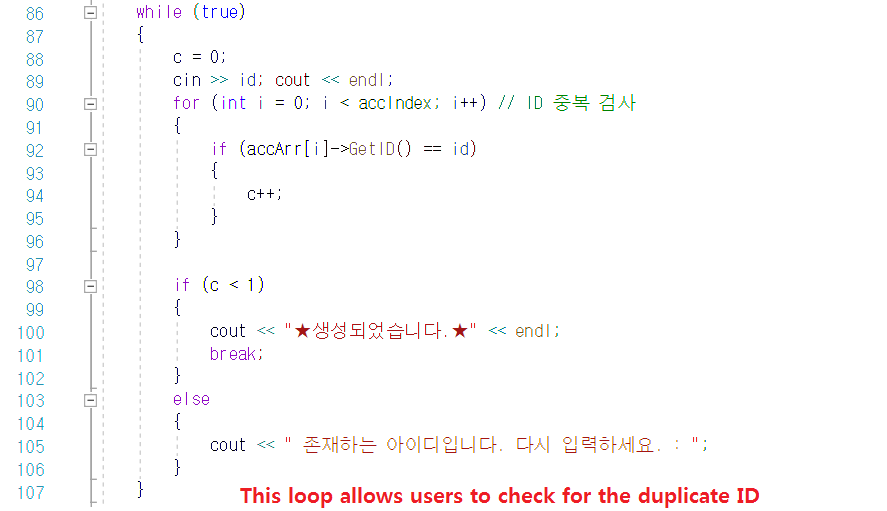 86 while (true)
87 {
88 c = 0;
89 cin >> id; cout << endl;
90 for (int i = 0; i < accIndex; i++) // ID 중복 검사
91 {
92 if (accArr[i]->GetID() == id)
93 {
94 c++;
95 }
96 }
97
98 if (c < 1)
99 {
100 cout << "★생성되었습니다.★" << endl;
101 break;
102 }
103 else
104 {
105 cout << " 존재하는 아이디입니다. 다시 입력하세요. : ";
106 }
107 }
This loop allows users to check for the duplicate ID